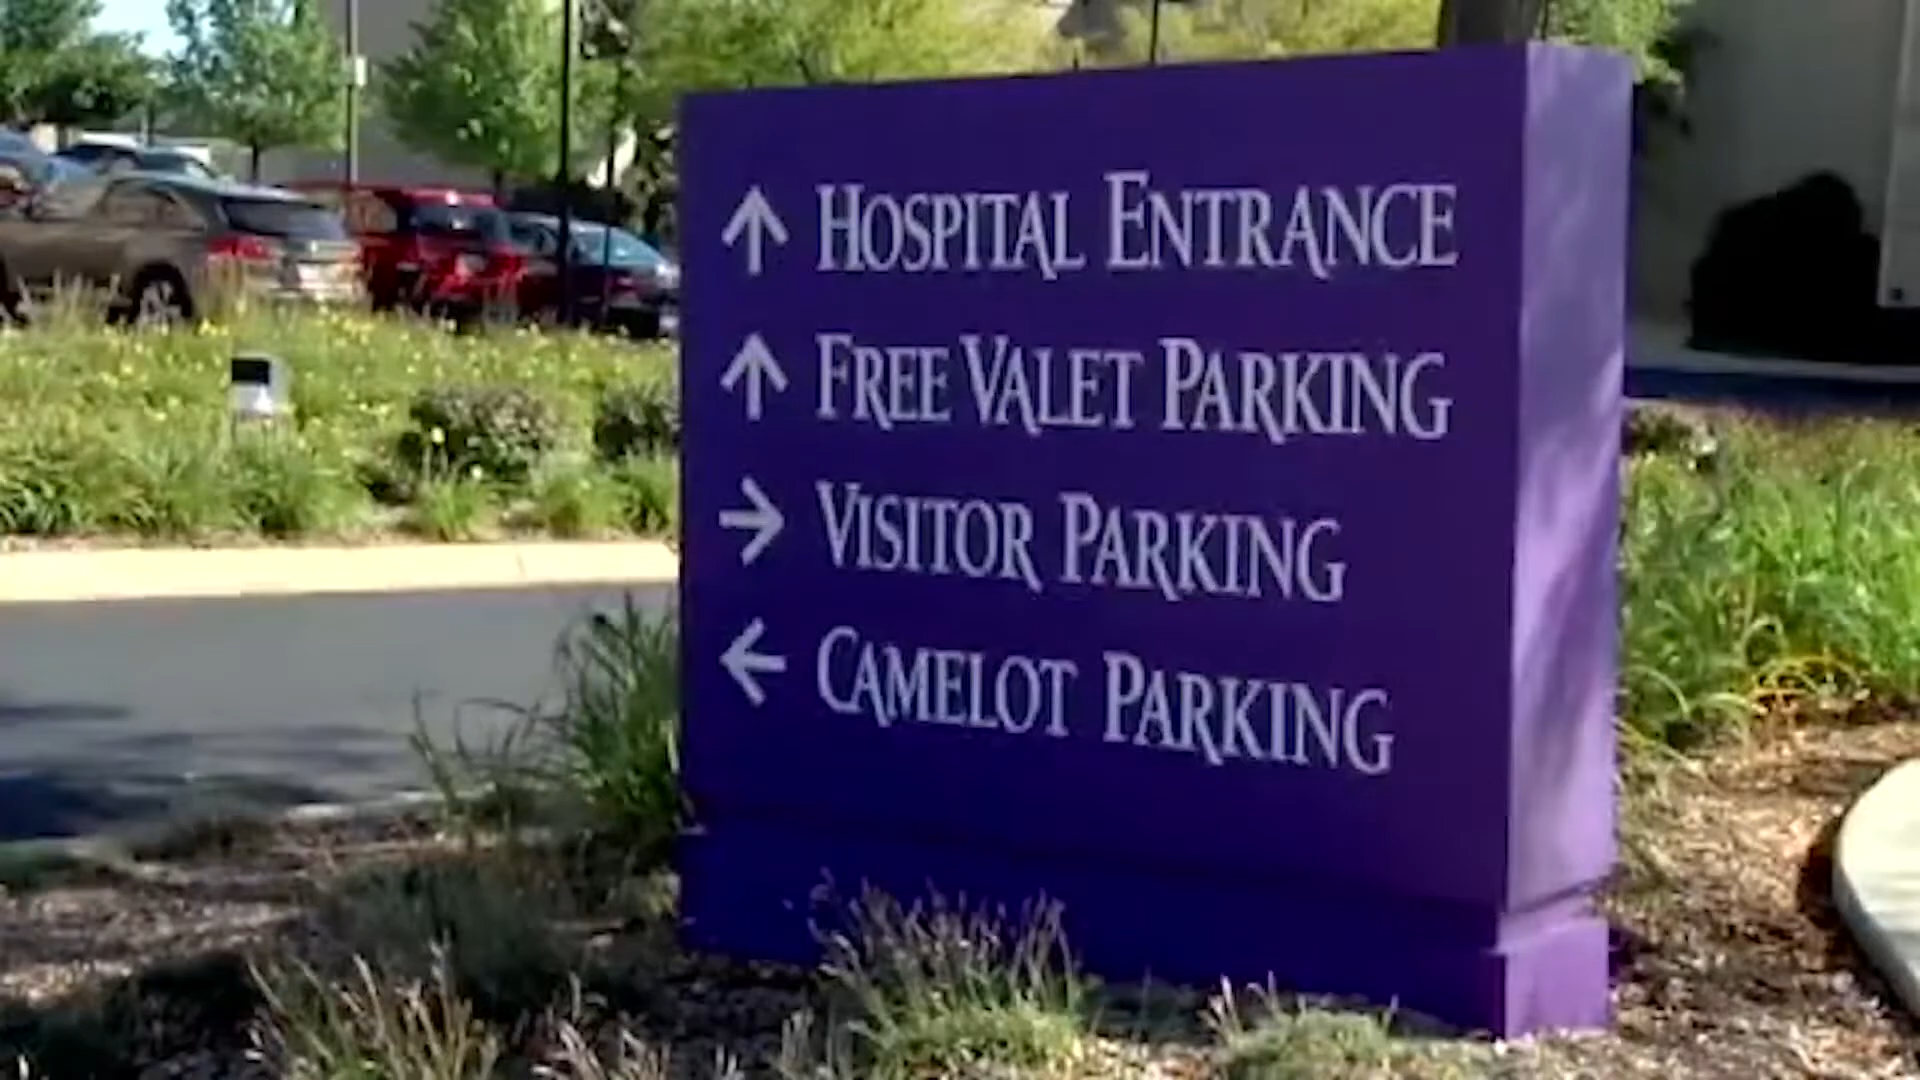 ↑ HOSPITAL ENTRANCE
↑ FREE VALET PARKING
→ VISITOR PARKING
← CAMELOT PARKING